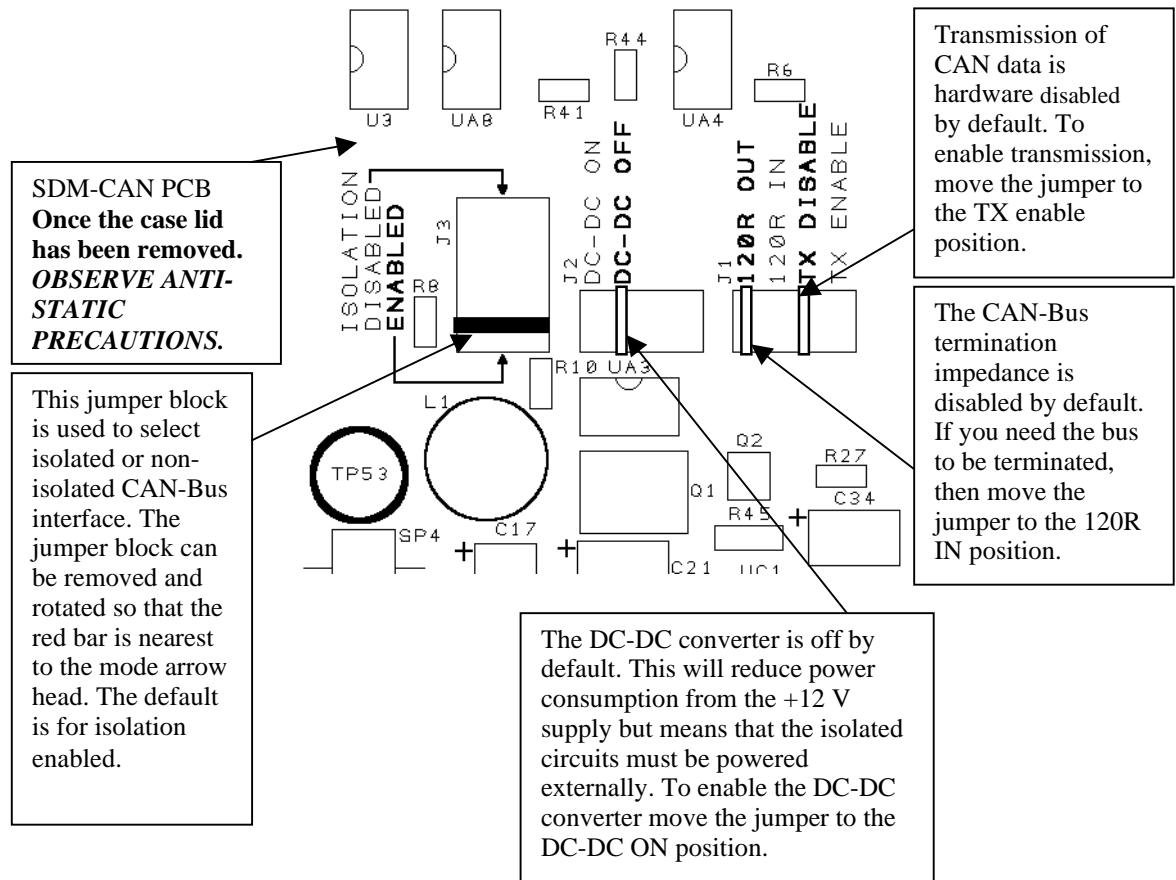 U3
UA8
R41
R44
UA4
R6
ISOLATION
DISABLED
ENABLED
R8
J3
J2
DC-DC ON
DC-DC OFF
J1
120R OUT
120R IN
TX DISABLE
TX ENABLE
R10
UA3
L1
TP53
SP4
C17
Q1
Q2
R45
R27
C34
C21
UC1
+
+
+
SDM-CAN PCB
Once the case lid
has been removed.
OBSERVE ANTI-
STATIC
PRECAUTIONS.
This jumper block
is used to select
isolated or non-
isolated CAN-Bus
interface. The
jumper block can
be removed and
rotated so that the
red bar is nearest
to the mode arrow
head. The default
is for isolation
enabled.
Transmission of
CAN data is
hardware disabled
by default. To
enable transmission,
move the jumper to
the TX enable
position.
The CAN-Bus
termination
impedance is
disabled by default.
If you need the bus
to be terminated,
then move the
jumper to the 120R
IN position.
The DC-DC converter is off by
default. This will reduce power
consumption from the +12 V
supply but means that the isolated
circuits must be powered
externally. To enable the DC-DC
converter move the jumper to the
DC-DC ON position.